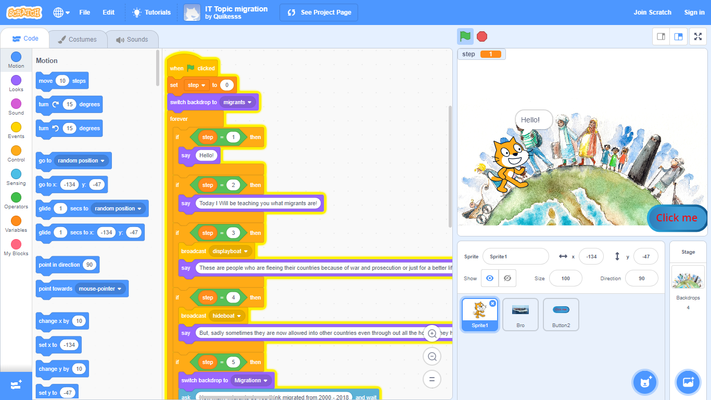 SCRATCH
File
Edit
Tutorials
IT Topic migration
Quikesss
See Project Page
Join Scratch
Sign in
Code
Costumes
Sounds
Motion
Looks
Sound
Events
Control
Sensing
Operators
Variables
My Blocks
Motion
move 10 steps
turn 15 degrees
turn 15 degrees
go to random position
go to x: -134 y: -47
glide 1 secs to random position
glide 1 secs to x: -134 y: -47
point in direction 90
point towards mouse-pointer
change x by 10
set x to -134
change y by 10
set y to -47
when clicked
set step to 0
switch backdrop to migrants
forever
if step = 1 then
say Hello!
if step = 2 then
say Today I Will be teaching you what migrants are!
if step = 3 then
broadcast displayboat
say These are people who are fleeing their countries because of war and prosecution or just for a better
if step = 4 then
broadcast hideboat
say But, sadly sometimes they are now allowed into other countries even through out all the
if step = 5 then
switch backdrop to Migrationn
ask migrated from 2000 - 2018 and wait
step 1
Hello!
Click me
Sprite Sprite1 x -134 y -47
Show Size 100 Direction 90
Sprite1
Bro
Button2
Stage
Backdrops
4